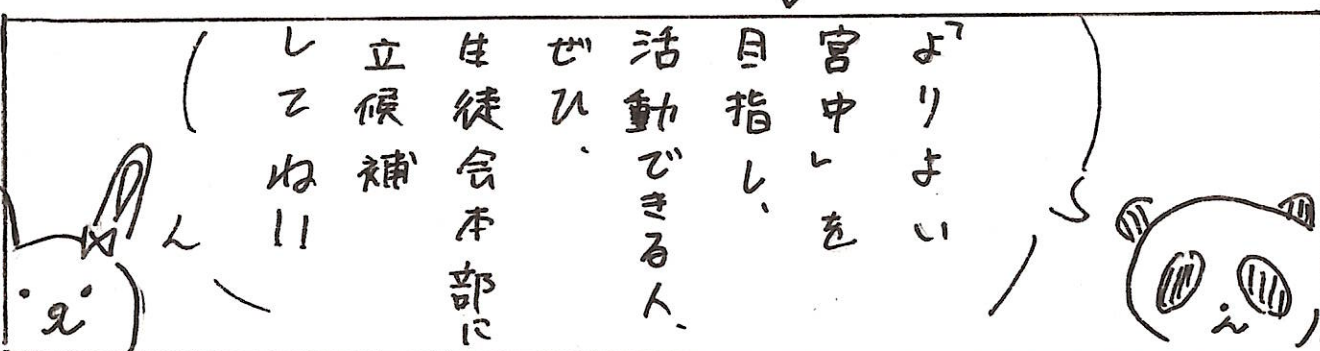 「よりよい
宮中」を
目指し、
活動できる人、
ぜひ、
生徒会本部に
立候補
してね!!